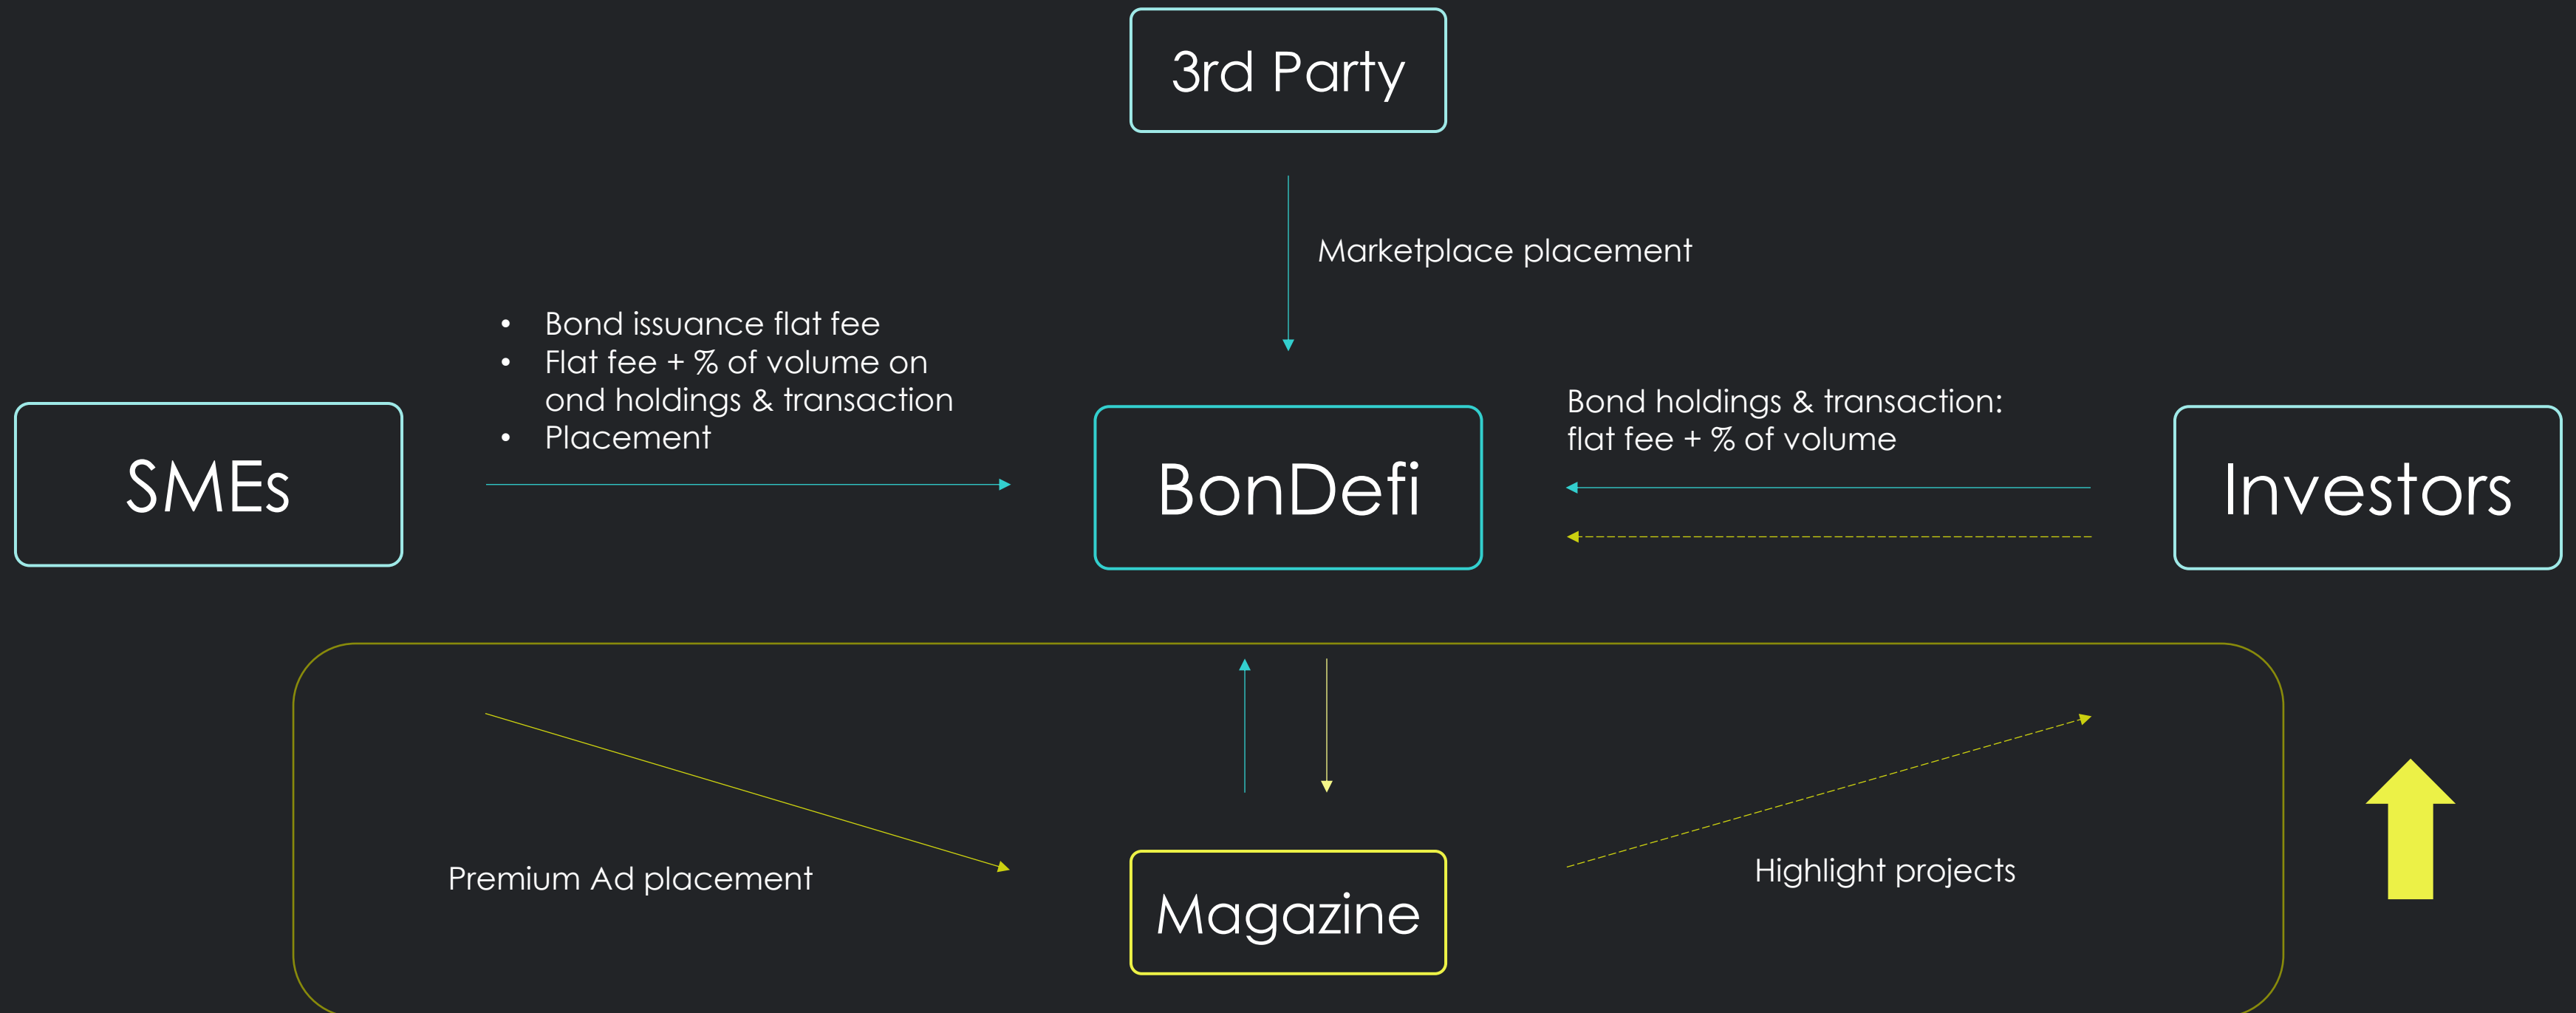 3rd Party
Marketplace placement
• Bond issuance flat fee
• Flat fee + % of volume on
ond holdings & transaction
• Placement
Bond holdings & transaction:
flat fee + % of volume
SMEs
BonDefi
Investors
Premium Ad placement
Highlight projects
Magazine